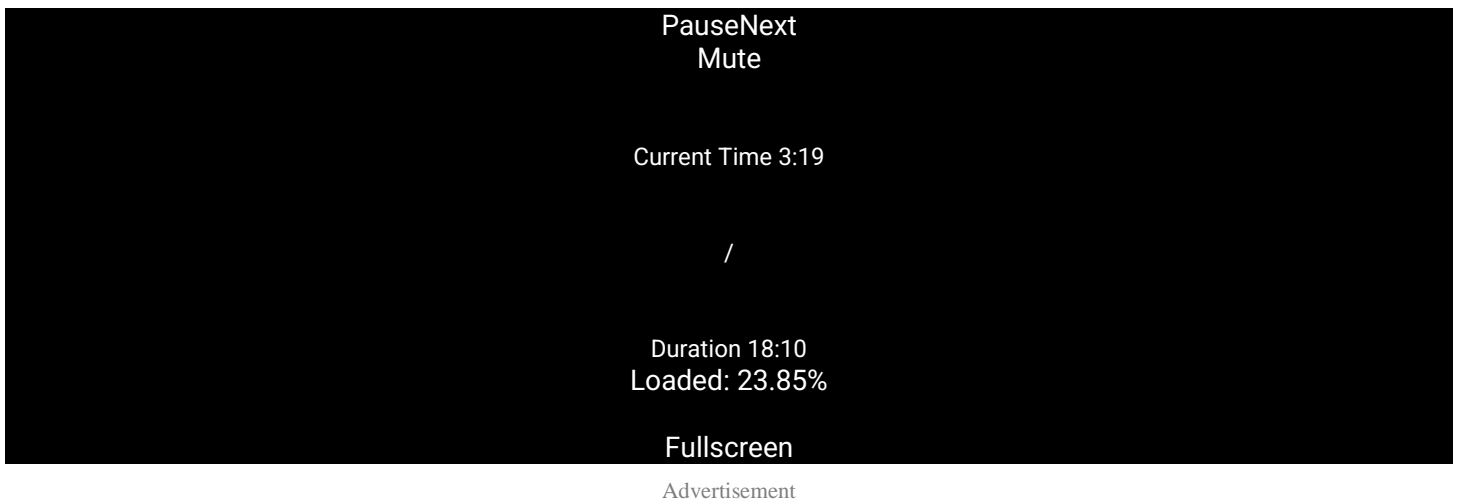 PauseNext
Mute
Current Time 3:19
/
Duration 18:10
Loaded: 23.85%
Fullscreen
Advertisement